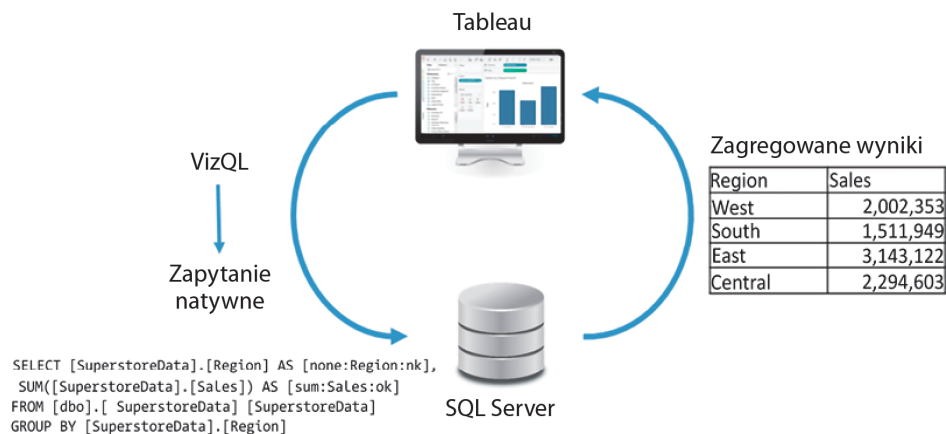 Tableau
VizQL
Zapytanie
natywne
Zagregowane wyniki
Region Sales
West 2,002,353
South 1,511,949
East 3,143,122
Central 2,294,603
SELECT [SuperstoreData].[Region] AS [none:Region:nk],
SUM([SuperstoreData].[Sales]) AS [sum:Sales:ok]
FROM [dbo].[ SuperstoreData] [SuperstoreData]
GROUP BY [SuperstoreData].[Region]
SQL Server